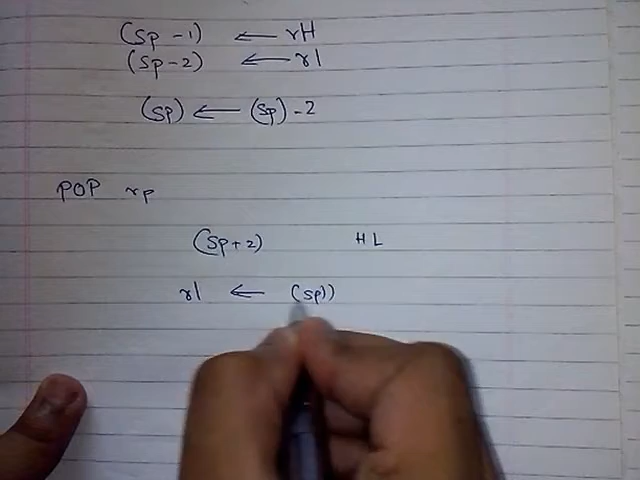 (SP - 1) ← rH
(SP-2) ← rl
(SP) ← (SP) - 2
POP rp
(SP+2) HL
rl ← (SP))